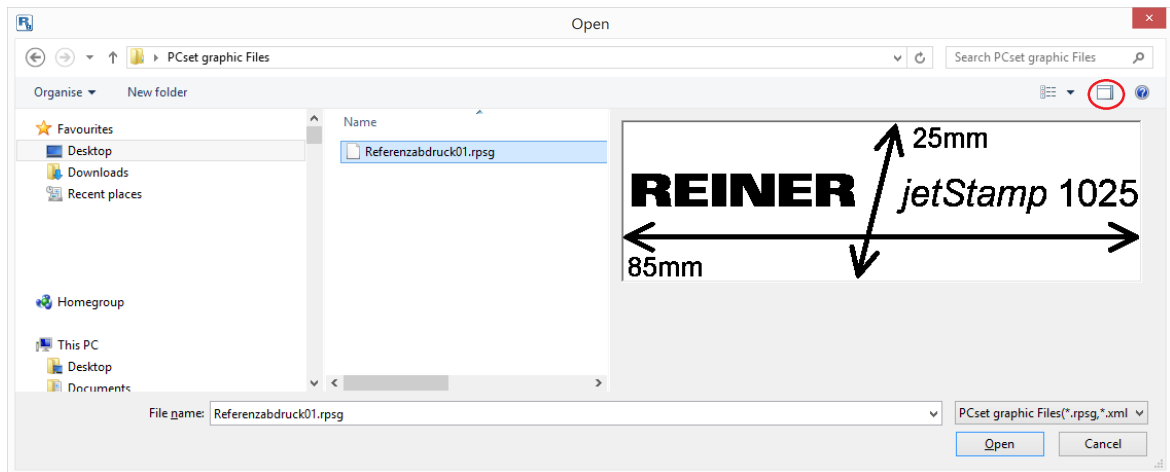 Open
PCset graphic Files
Search PCset graphic Files
Organise
New folder
Favourites
Desktop
Downloads
Recent places
Homegroup
This PC
Desktop
Documents
Name
Referenzabdruck01.rpsg
25mm
REINER jetStamp 1025
85mm
File name: Referenzabdruck01.rpsg
PCset graphic Files(*.rpsg,*.xml
Open
Cancel